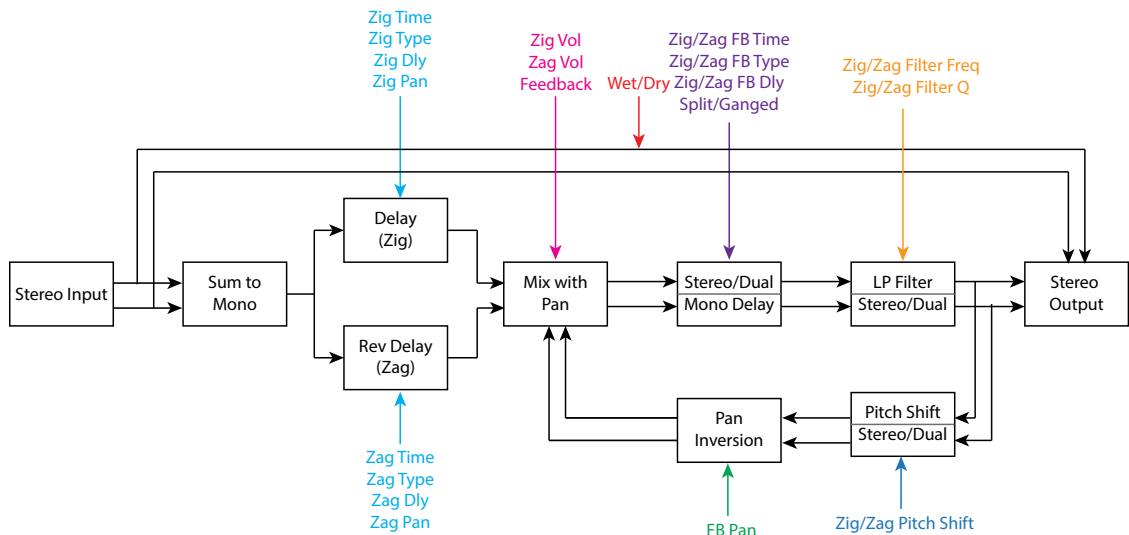 Zig Time
Zig Type
Zig Dly
Zig Pan
Zig Vol
Zag Vol
Feedback
Wet/Dry
Zig/Zag FB Time
Zig/Zag FB Type
Zig/Zag FB Dly
Split/Ganged
Zig/Zag Filter Freq
Zig/Zag Filter Q
Stereo Input
Sum to
Mono
Delay
(Zig)
Rev Delay
(Zag)
Mix with
Pan
Stereo/Dual
Mono Delay
LP Filter
Stereo/Dual
Stereo
Output
Pan
Inversion
Pitch Shift
Stereo/Dual
Zag Time
Zag Type
Zag Dly
Zag Pan
FB Pan
Zig/Zag Pitch Shift